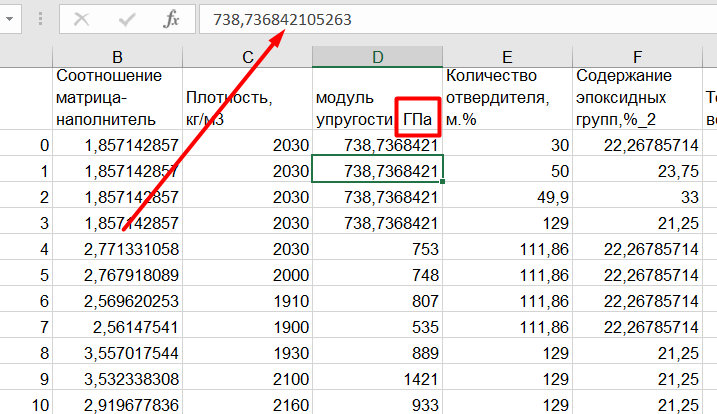 fx 738,736842105263
B C D E F
Соотношение матрица-наполнитель Плотность, кг/м3 модуль упругости, ГПа Количество отвердителя, м.% Содержание эпоксидных групп,%_2
0 1,857142857 2030 738,7368421 30 22,26785714
1 1,857142857 2030 738,7368421 50 23,75
2 1,857142857 2030 738,7368421 49,9 33
3 1,857142857 2030 738,7368421 129 21,25
4 2,771331058 2030 753 111,86 22,26785714
5 2,767918089 2000 748 111,86 22,26785714
6 2,569620253 1910 807 111,86 22,26785714
7 2,56147541 1900 535 111,86 22,26785714
8 3,557017544 1930 889 129 21,25
9 3,532338308 2100 1421 129 21,25
10 2,919677836 2160 933 129 21,25